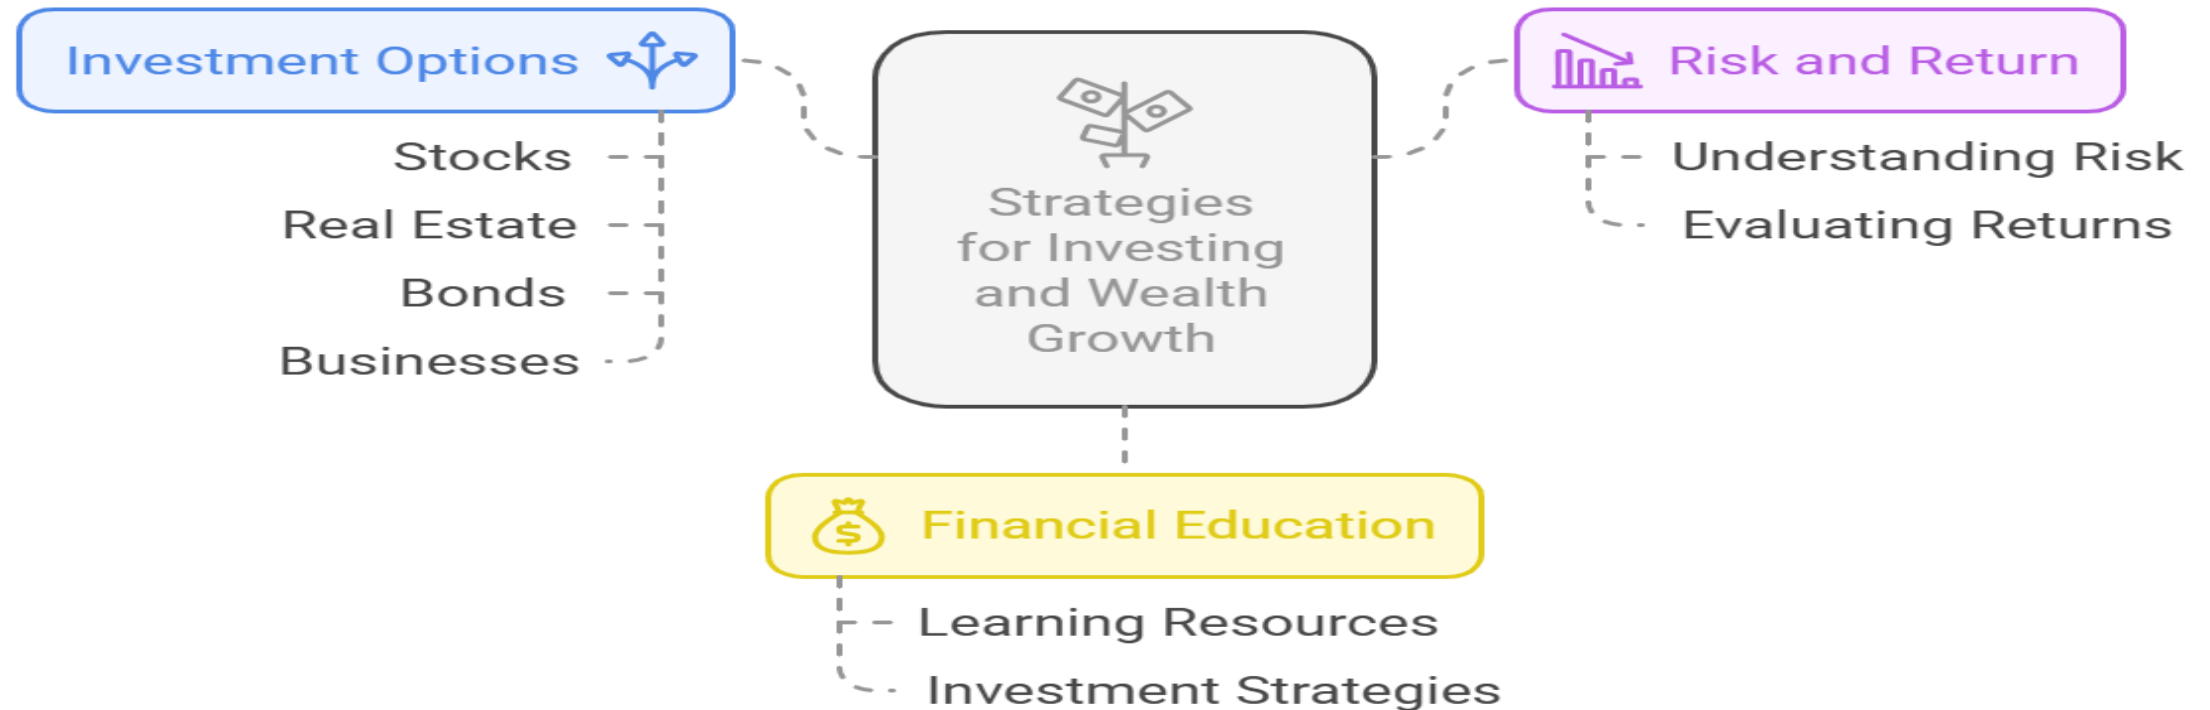 Investment Options
Stocks
Real Estate
Bonds
Businesses
Strategies
for Investing
and Wealth
Growth
Risk and Return
Understanding Risk
Evaluating Returns
$ Financial Education
Learning Resources
Investment Strategies